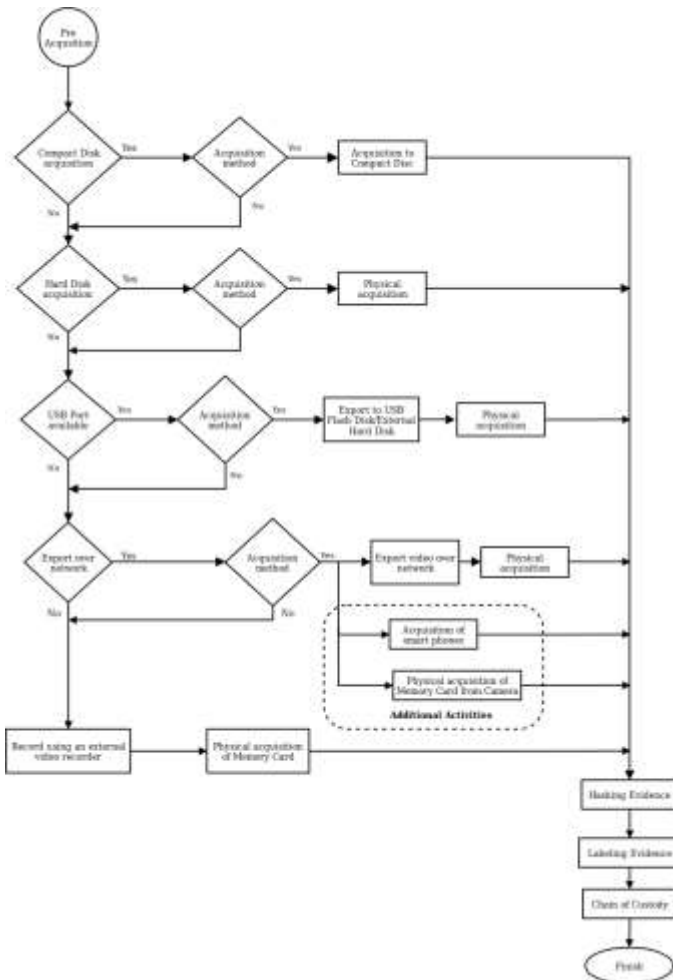 Pre
Acquisition
Compact Disk
acquisition
Yes
Acquisition
method
Yes
Acquisition to
Compact Disc
No
No
Hard Disk
acquisition
Yes
Acquisition
method
Yes
Physical
acquisition
No
USB Port
available
Yes
Acquisition
method
Yes
Export to USB
Flash Disk/External
Hard Disk
Physical
acquisition
No
No
Export over
network
Yes
Acquisition
method
Yes
Export video over
network
Physical
acquisition
No
No
Acquisition of
smart phones
Physical acquisition of
Memory Card from Camera
Additional Activities
Record using an external
video recorder
Physical acquisition
of Memory Card
Hashing Evidence
Labeling Evidence
Chain of Custody
Finish